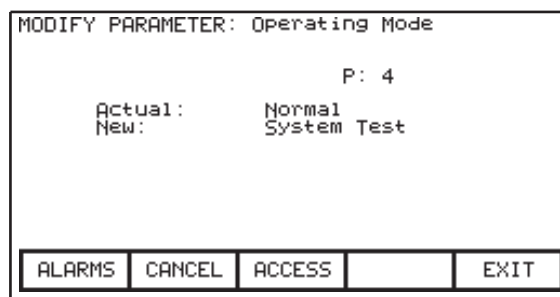 MODIFY PARAMETER: Operating Mode
P: 4
Actual: Normal
New: System Test
ALARMS CANCEL ACCESS EXIT